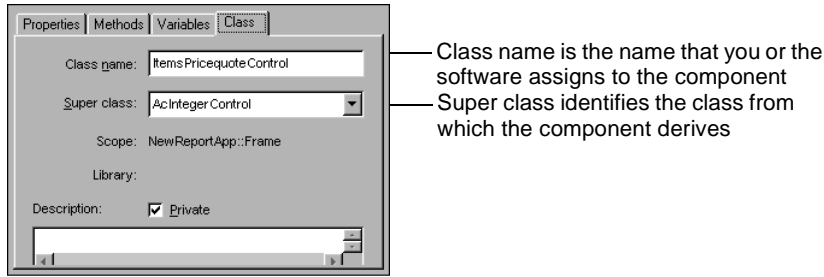 Properties Methods Variables Class
Class name: ItemsPricequoteControl
Super class: AcIntegerControl
Scope: NewReportApp::Frame
Library:
Description: Private
Class name is the name that you or the
software assigns to the component
Super class identifies the class from
which the component derives